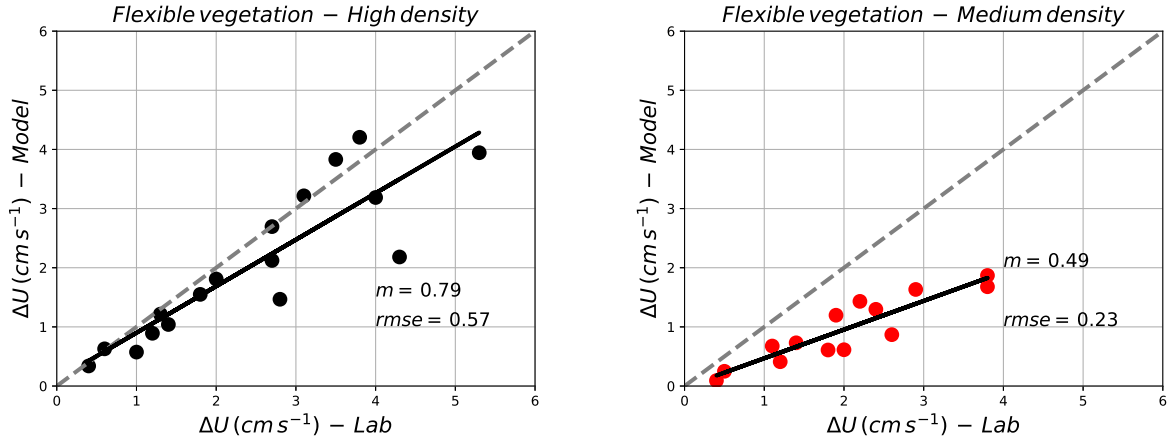 Flexible vegetation − High density
6
5
4
3
2
1
0
ΔU (cm s⁻¹) − Model
m = 0.79
rmse = 0.57
0 1 2 3 4 5 6
ΔU (cm s⁻¹) − Lab
Flexible vegetation − Medium density
6
5
4
3
2
1
0
ΔU (cm s⁻¹) − Model
m = 0.49
rmse = 0.23
0 1 2 3 4 5 6
ΔU (cm s⁻¹) − Lab